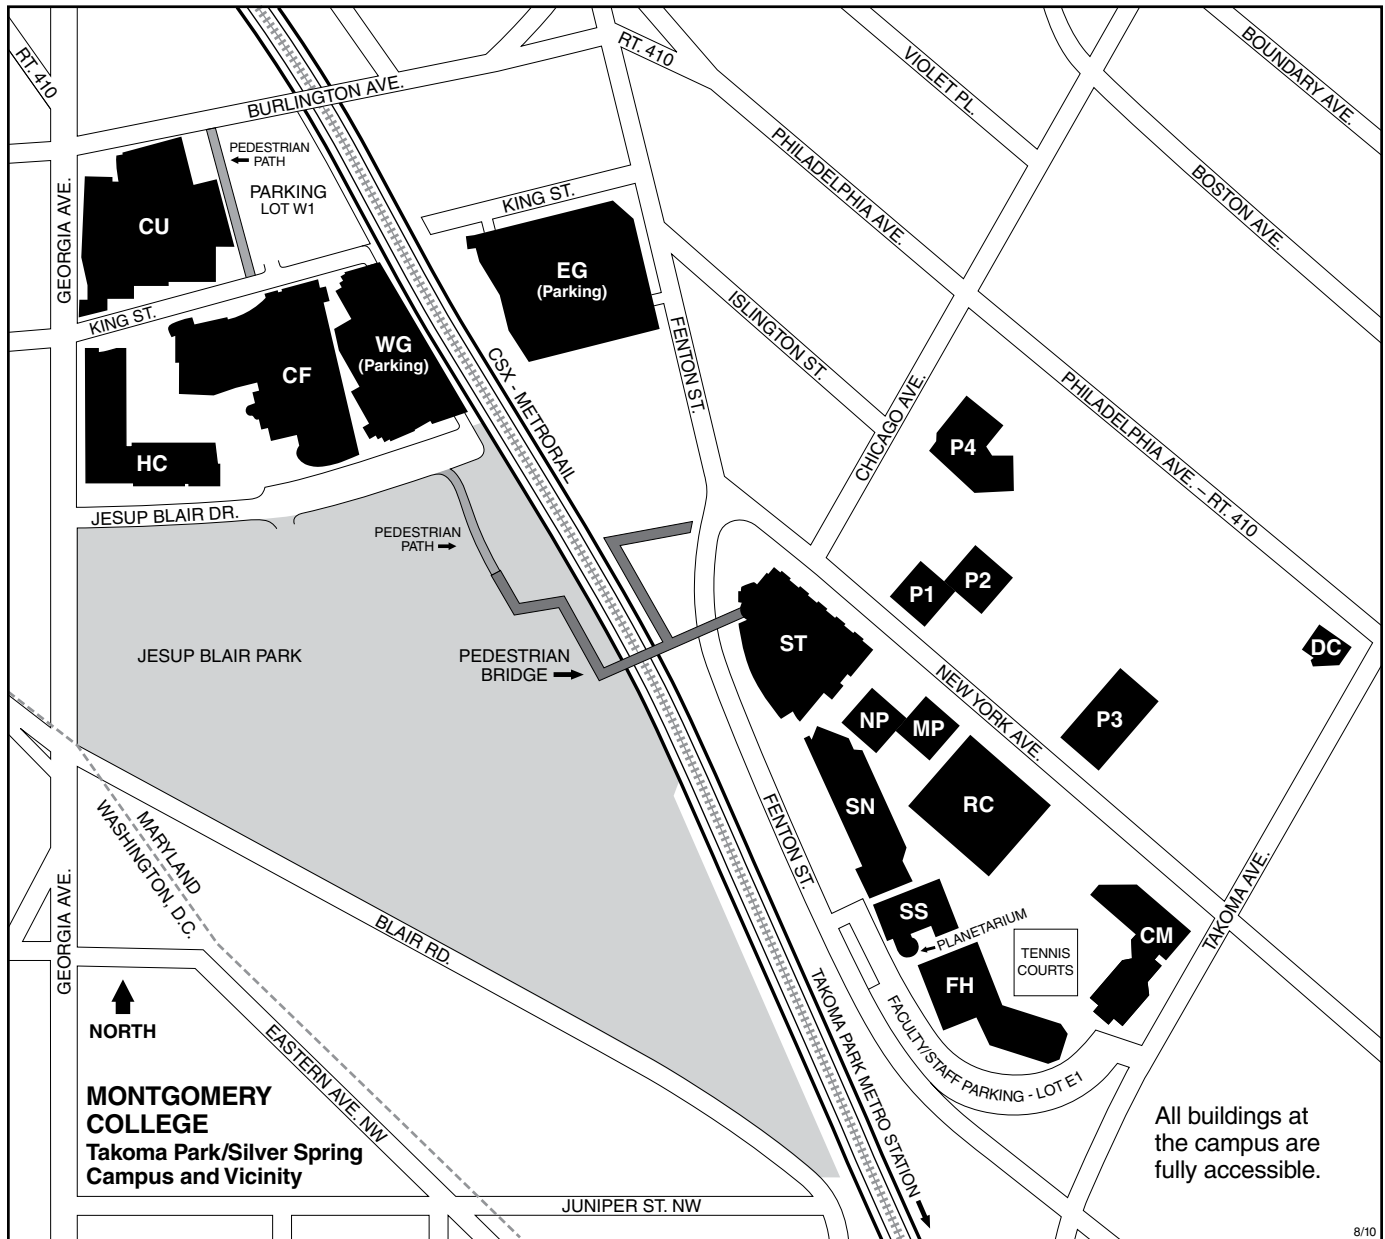 RT. 410
RT. 410
VIOLET PL.
BOUNDARY AVE.
BURLINGTON AVE.
PEDESTRIAN
PATH
PHILADELPHIA AVE.
BOSTON AVE.
GEORGIA AVE.
CU
PARKING
LOT W1
KING ST.
EG
(Parking)
KING ST.
ISLINGTON ST.
FENTON ST.
WG
(Parking)
CF
CSX - METRORAIL
CHICAGO AVE.
PHILADELPHIA AVE. – RT. 410
P4
HC
JESUP BLAIR DR.
PEDESTRIAN
PATH
P1
P2
DC
ST
JESUP BLAIR PARK
PEDESTRIAN
BRIDGE
NEW YORK AVE.
P3
NP
MP
SN
RC
FENTON ST.
MARYLAND
WASHINGTON, D.C.
GEORGIA AVE.
BLAIR RD.
SS
PLANETARIUM
TENNIS
COURTS
CM
TAKOMA AVE.
FH
NORTH
EASTERN AVE. NW
TAKOMA PARK METRO STATION
FACULTY/STAFF PARKING - LOT E1
MONTGOMERY
COLLEGE
Takoma Park/Silver Spring
Campus and Vicinity
All buildings at
the campus are
fully accessible.
JUNIPER ST. NW
8/10